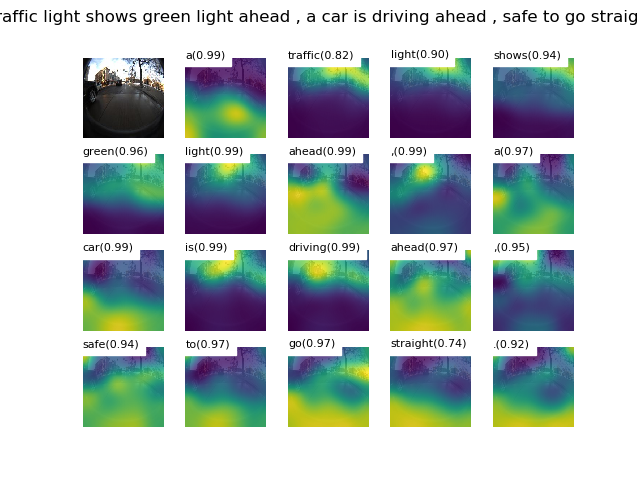 raffic light shows green light ahead , a car is driving ahead , safe to go straig
a(0.99) traffic(0.82) light(0.90) shows(0.94)
green(0.96) light(0.99) ahead(0.99) ,(0.99) a(0.97)
car(0.99) is(0.99) driving(0.99) ahead(0.97) ,(0.95)
safe(0.94) to(0.97) go(0.97) straight(0.74) .(0.92)